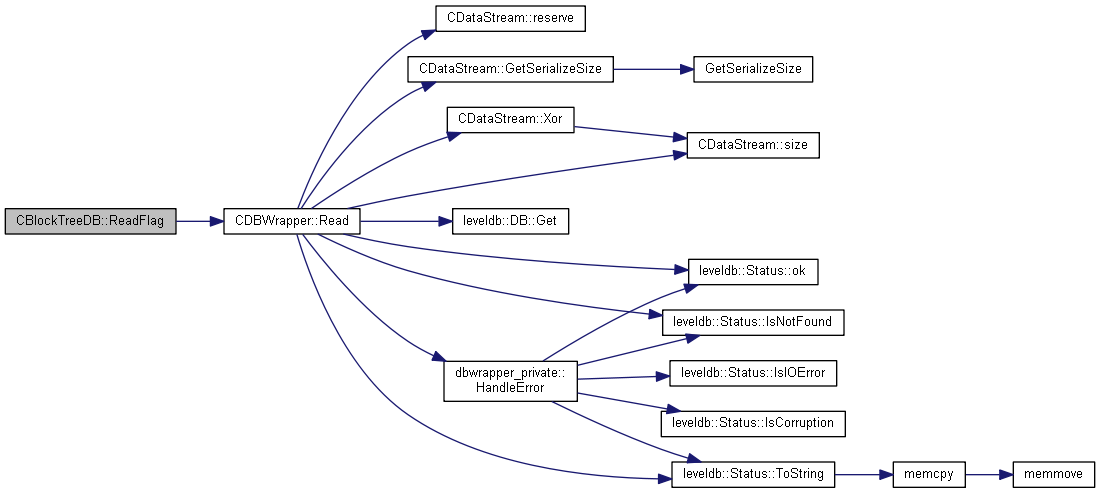 CDataStream::reserve
CDataStream::GetSerializeSize
GetSerializeSize
CDataStream::Xor
CDataStream::size
CBlockTreeDB::ReadFlag
CDBWrapper::Read
leveldb::DB::Get
leveldb::Status::ok
leveldb::Status::IsNotFound
dbwrapper_private::
HandleError
leveldb::Status::IsIOError
leveldb::Status::IsCorruption
leveldb::Status::ToString
memcpy
memmove